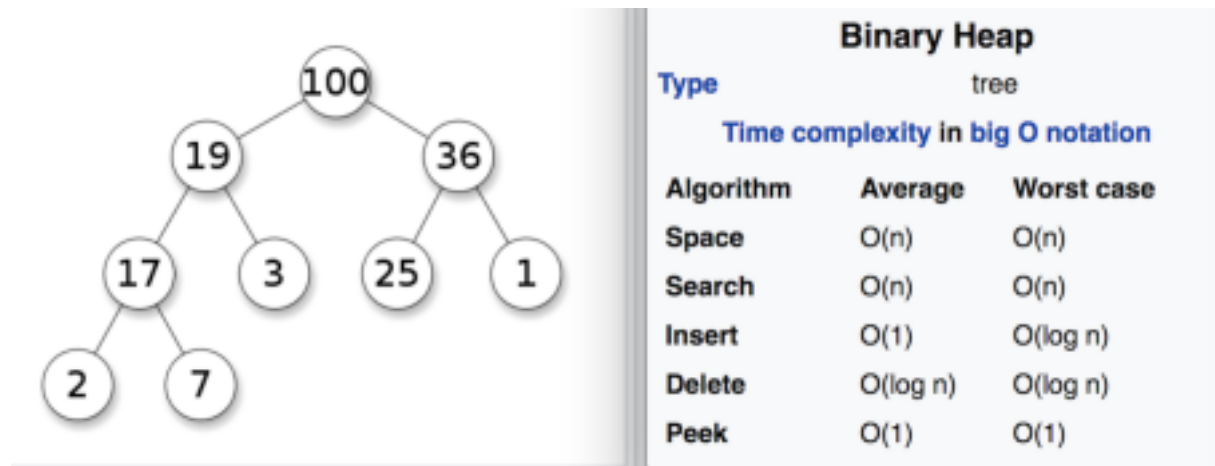 100
19 36
17 3 25 1
2 7
Binary Heap
Type tree
Time complexity in big O notation
Algorithm Average Worst case
Space O(n) O(n)
Search O(n) O(n)
Insert O(1) O(log n)
Delete O(log n) O(log n)
Peek O(1) O(1)